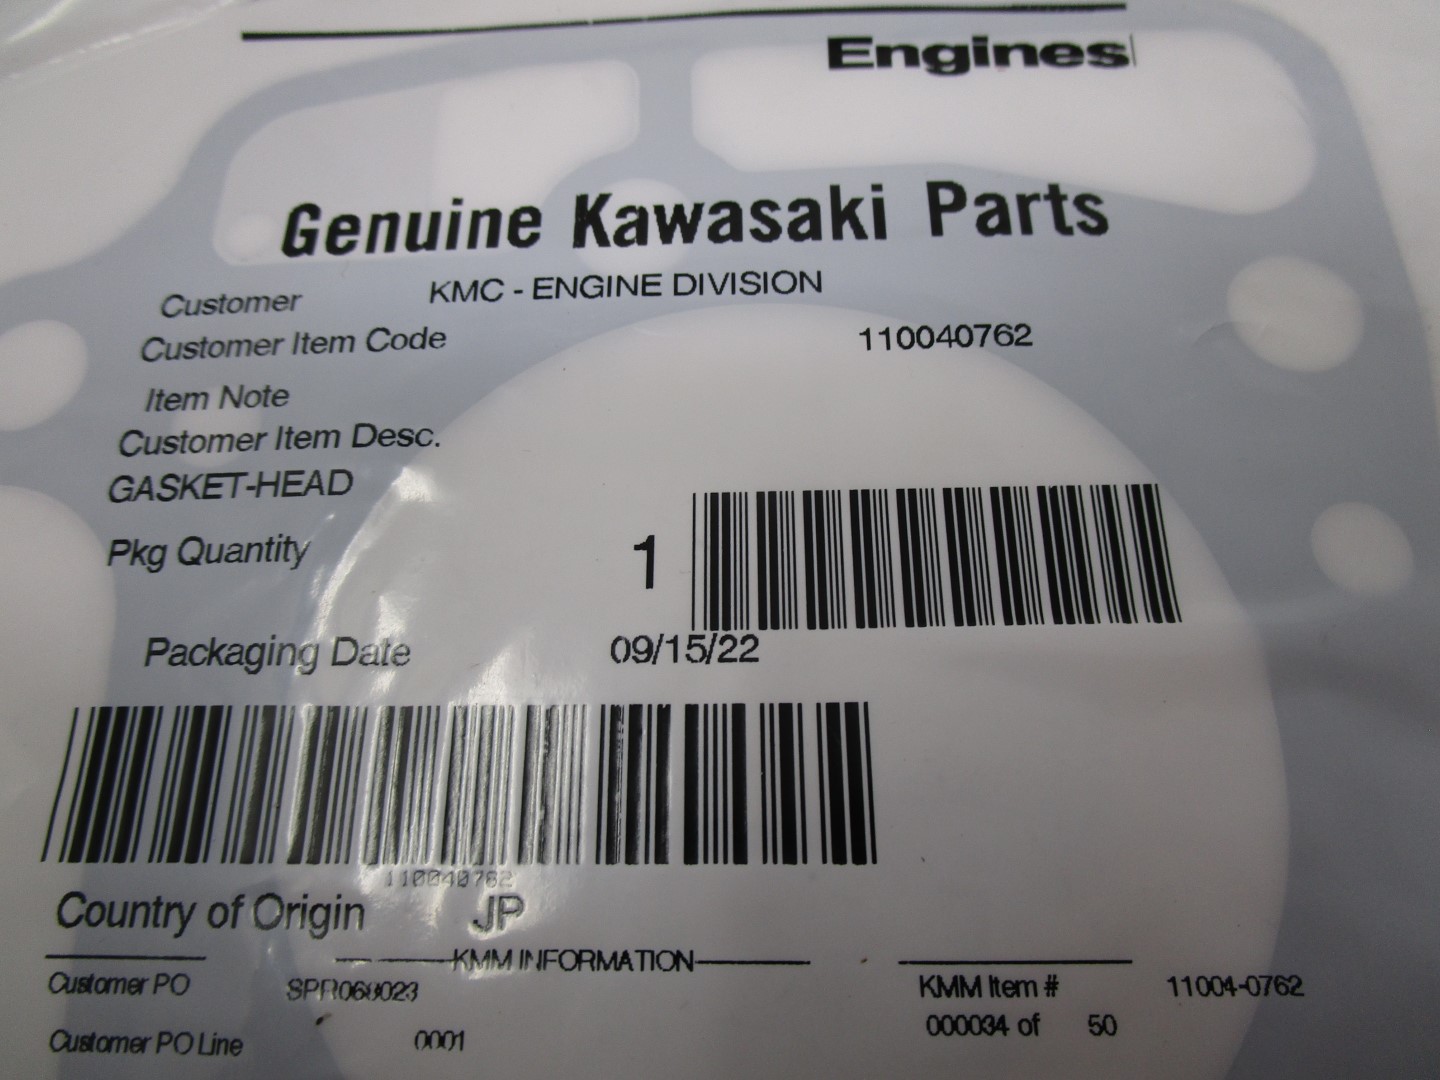 Engines
Genuine Kawasaki Parts
Customer KMC - ENGINE DIVISION
Customer Item Code 110040762
Item Note
Customer Item Desc.
GASKET-HEAD
Pkg Quantity 1
Packaging Date 09/15/22
110040762
Country of Origin JP
KMM INFORMATION
Customer PO KMM Item # 11004-0762
Customer PO Line 0001 000034 of 50